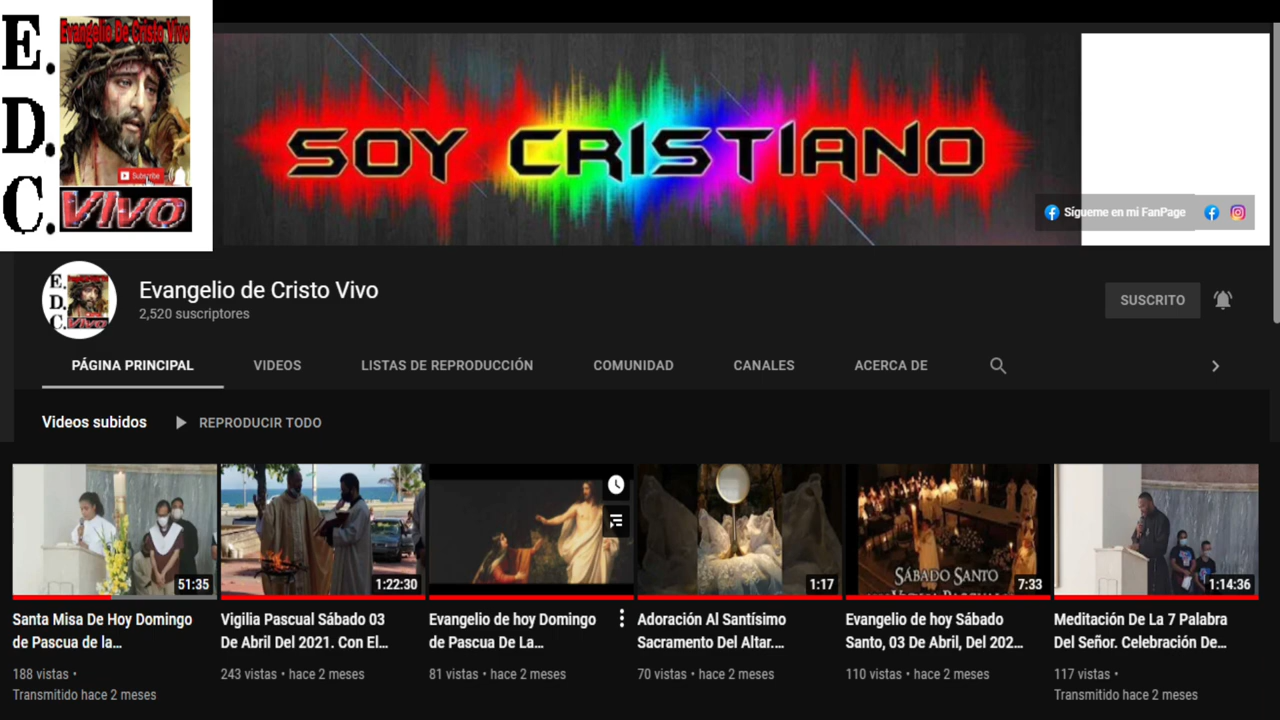 E.
D.
C.
Evangelio De Cristo Vivo
Subscribe
Vivo
SOY CRISTIANO
Sígueme en mi FanPage
E.
D.
C.
Vivo
Evangelio de Cristo Vivo
2,520 suscriptores
SUSCRITO
PÁGINA PRINCIPAL VIDEOS LISTAS DE REPRODUCCIÓN COMUNIDAD CANALES ACERCA DE
Videos subidos REPRODUCIR TODO
51:35
1:22:30
1:17
SÁBADO SANTO
7:33
1:14:36
Santa Misa De Hoy Domingo
de Pascua de la...
188 vistas •
Transmitido hace 2 meses
Vigilia Pascual Sábado 03
De Abril Del 2021. Con El...
243 vistas • hace 2 meses
Evangelio de hoy Domingo
de Pascua De La...
81 vistas • hace 2 meses
Adoración Al Santísimo
Sacramento Del Altar....
70 vistas • hace 2 meses
Evangelio de hoy Sábado
Santo, 03 De Abril, Del 202...
110 vistas • hace 2 meses
Meditación De La 7 Palabra
Del Señor. Celebración De...
117 vistas •
Transmitido hace 2 meses